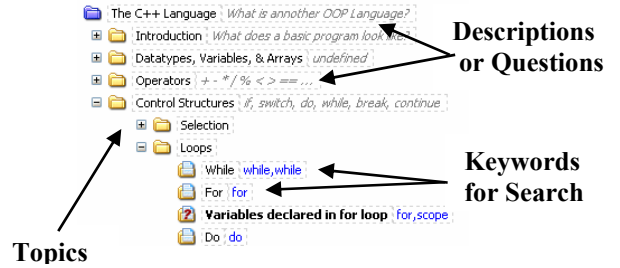 The C++ Language What is annother OOP Language?
Introduction What does a basic program look like?
Descriptions
or Questions
Datatypes, Variables, & Arrays undefined
Operators + - * / % < > == ...
Control Structures if, switch, do, while, break, continue
Selection
Loops
While while,while
Keywords
for Search
For for
Variables declared in for loop for,scope
Do do
Topics